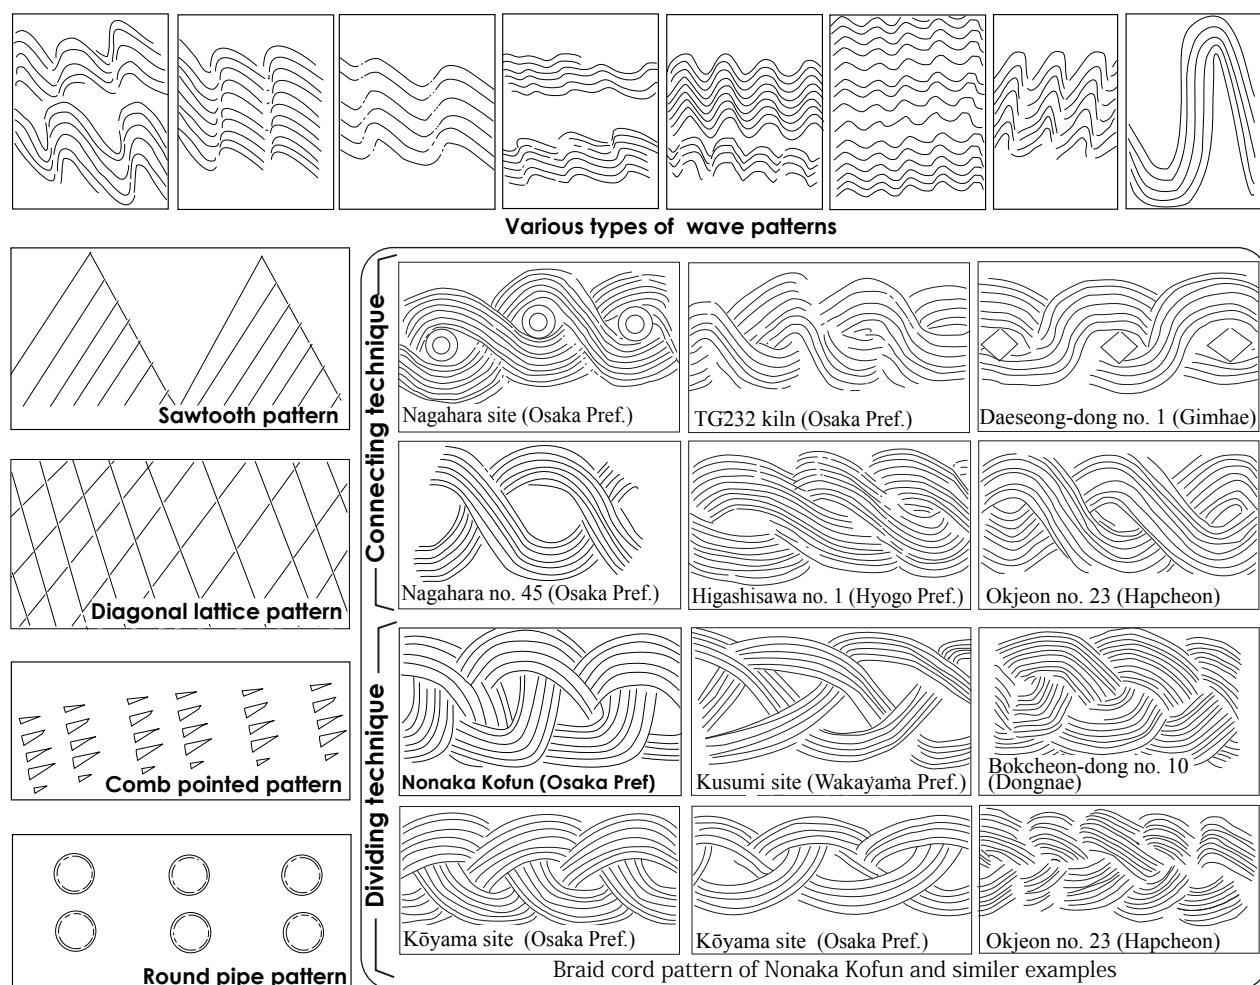 Various types of wave patterns
Sawtooth pattern
Diagonal lattice pattern
Comb pointed pattern
Round pipe pattern
Connecting technique
Nagahara site (Osaka Pref.)
TG232 kiln (Osaka Pref.)
Daeseong-dong no. 1 (Gimhae)
Nagahara no. 45 (Osaka Pref.)
Higashisawa no. 1 (Hyogo Pref.)
Okjeon no. 23 (Hapcheon)
Dividing technique
Nonaka Kofun (Osaka Pref)
Kusumi site (Wakayama Pref.)
Bokcheon-dong no. 10
(Dongnae)
Kōyama site (Osaka Pref.)
Kōyama site (Osaka Pref.)
Okjeon no. 23 (Hapcheon)
Braid cord pattern of Nonaka Kofun and similer examples